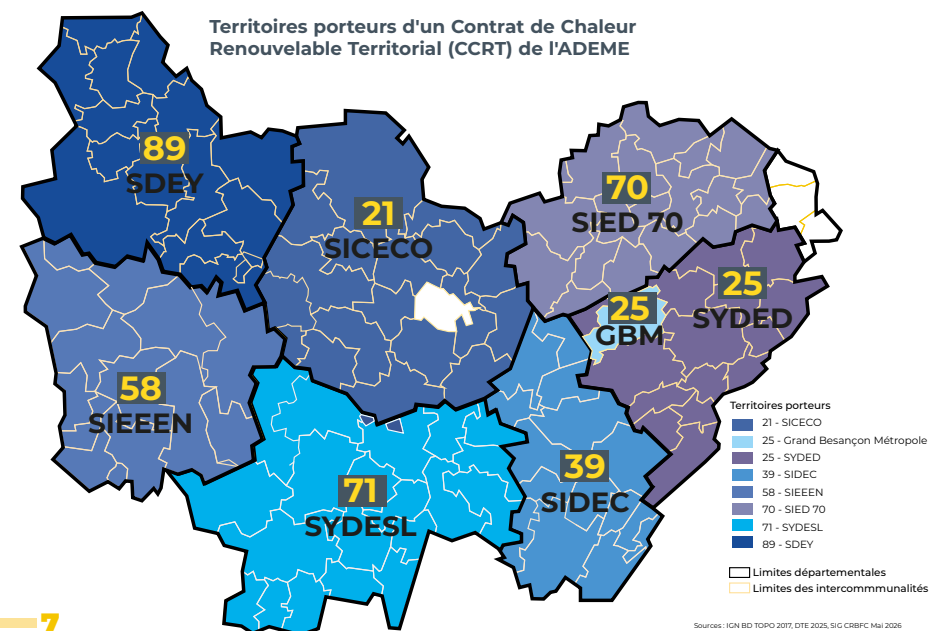 Territoires porteurs d'un Contrat de Chaleur
Renouvelable Territorial (CCRT) de l'ADEME
89
SDEY
21
SICECO
70
SIED 70
25
SYDED
25
GBM
58
SIEEEN
39
SIDEC
71
SYDESL
Territoires porteurs
21 - SICECO
25 - Grand Besançon Métropole
25 - SYDED
39 - SIDEC
58 - SIEEEN
70 - SIED 70
71 - SYDESL
89 - SDEY
Limites départementales
Limites des intercommmunalités
7
Sources : IGN BD TOPO 2017, DTE 2025, SIG CRBFC Mai 2026